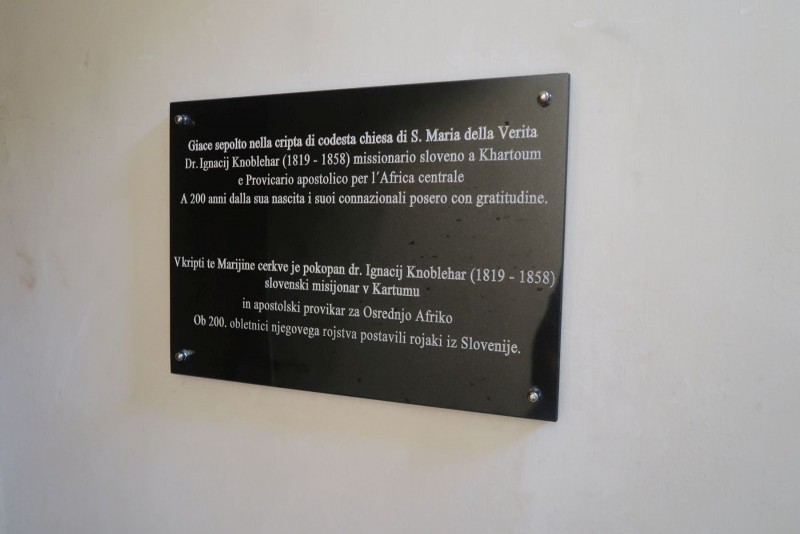 Giace sepolto nella cripta di codesta chiesa di S. Maria della Verita
Dr. Ignacij Knoblehar (1819 - 1858) missionario sloveno a Khartoum
e Provicario apostolico per l'Africa centrale
A 200 anni dalla sua nascita i suoi connazionali posero con gratitudine.
V kripti te Marijine cerkve je pokopan dr. Ignacij Knoblehar (1819 - 1858)
slovenski misijonar v Kartumu
in apostolski provikar za Osrednjo Afriko
Ob 200. obletnici njegovega rojstva postavili rojaki iz Slovenije.